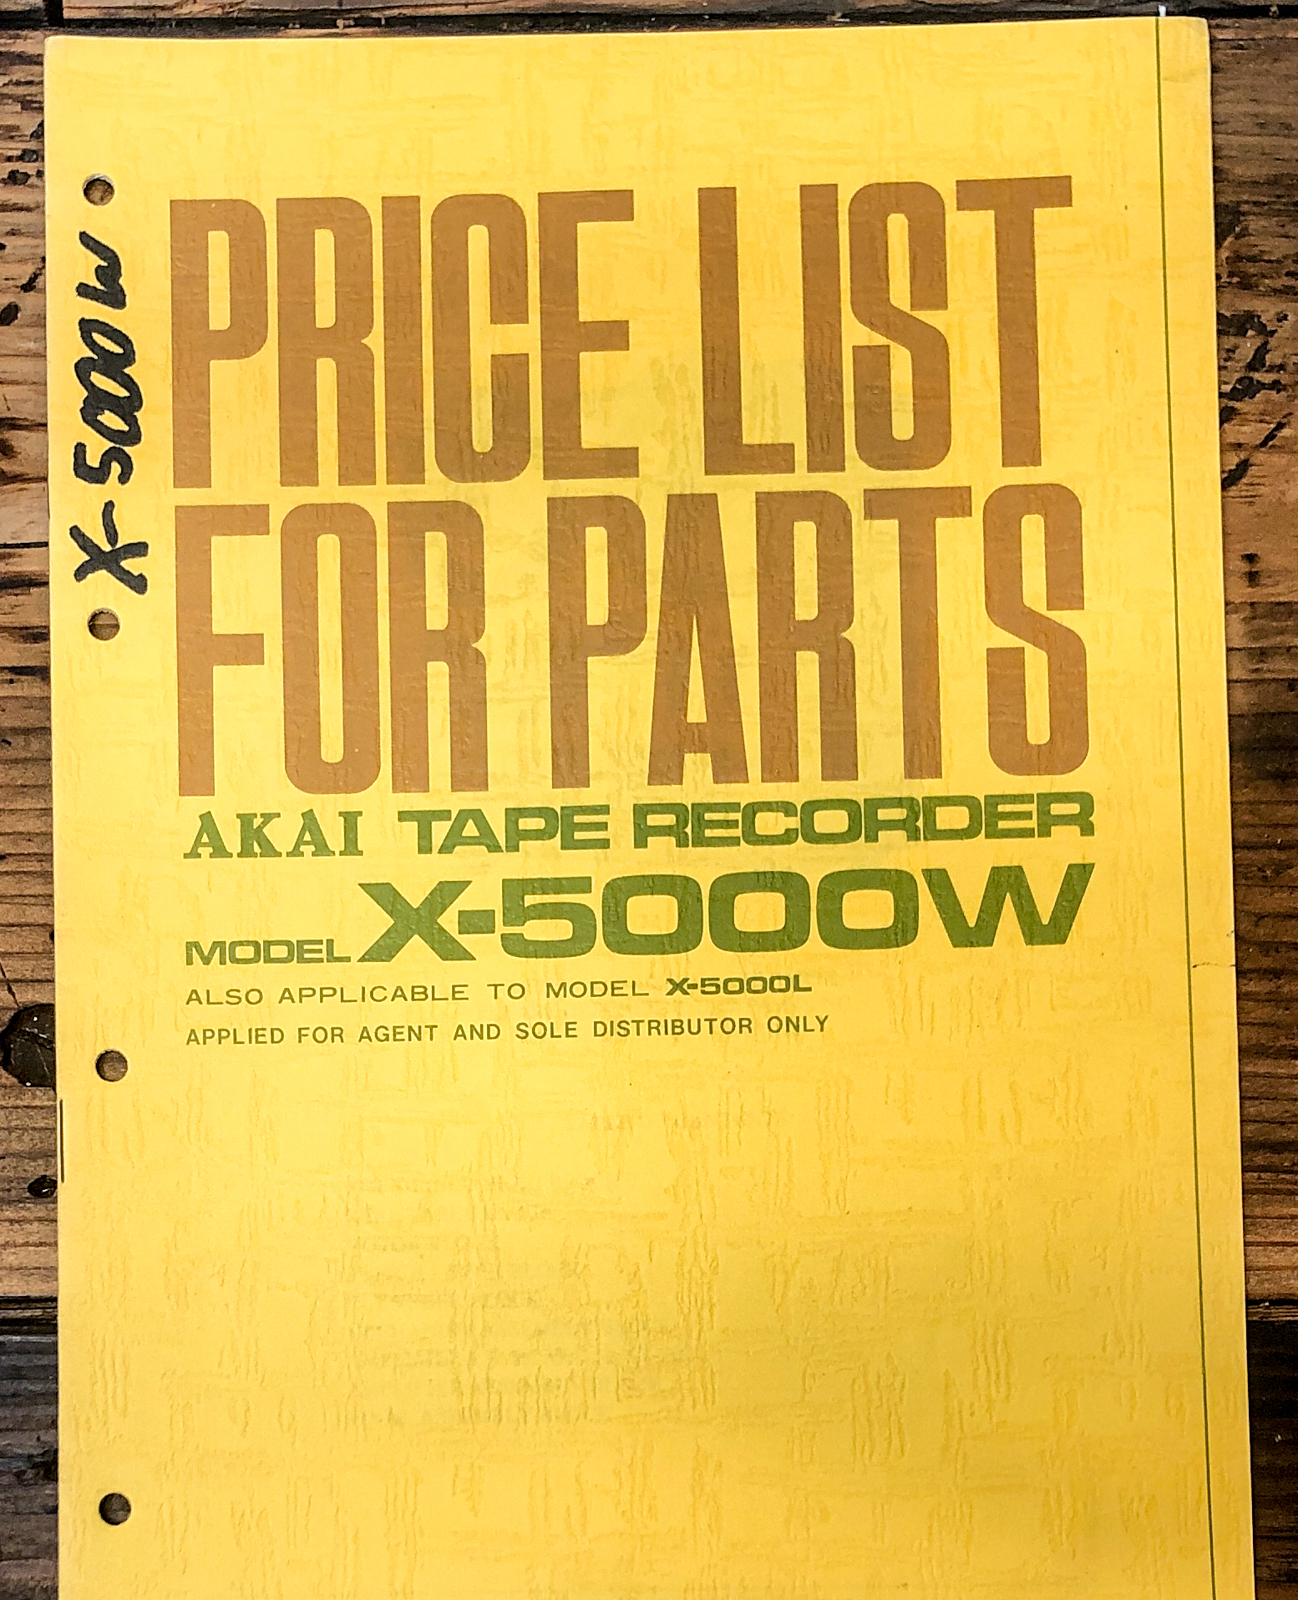 X-5000W
PRICE LIST
FOR PARTS
AKAI TAPE RECORDER
MODEL X-5000W
ALSO APPLICABLE TO MODEL X-5000L
APPLIED FOR AGENT AND SOLE DISTRIBUTOR ONLY